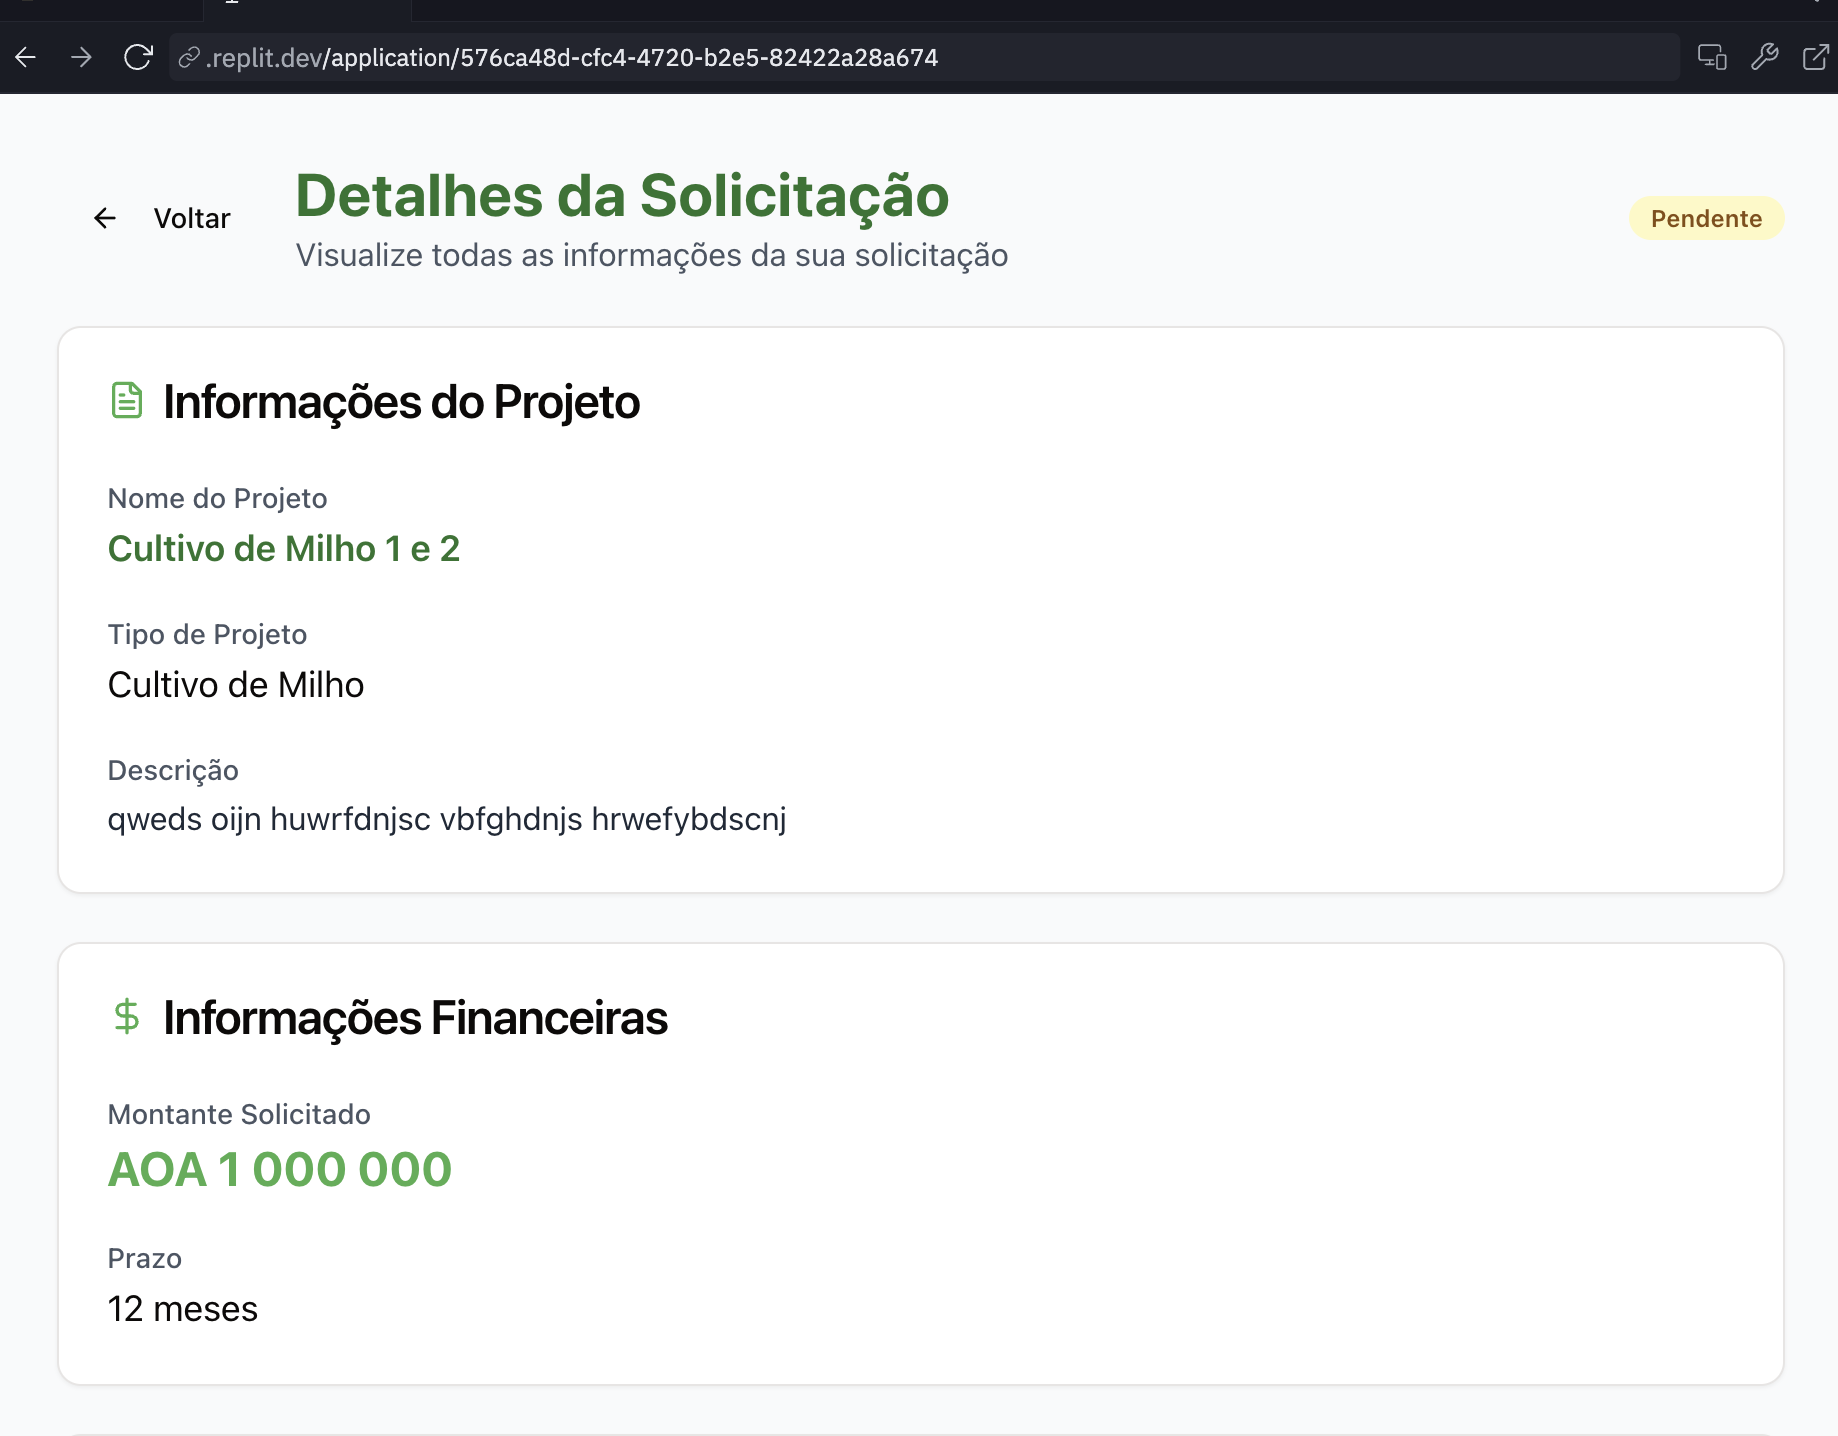 .replit.dev/application/576ca48d-cfc4-4720-b2e5-82422a28a674
Voltar
Detalhes da Solicitação
Visualize todas as informações da sua solicitação
Pendente
Informações do Projeto
Nome do Projeto
Cultivo de Milho 1 e 2
Tipo de Projeto
Cultivo de Milho
Descrição
qweds oijn huwrfdnjsc vbfghdnjs hrwefybdscnj
$ Informações Financeiras
Montante Solicitado
AOA 1 000 000
Prazo
12 meses